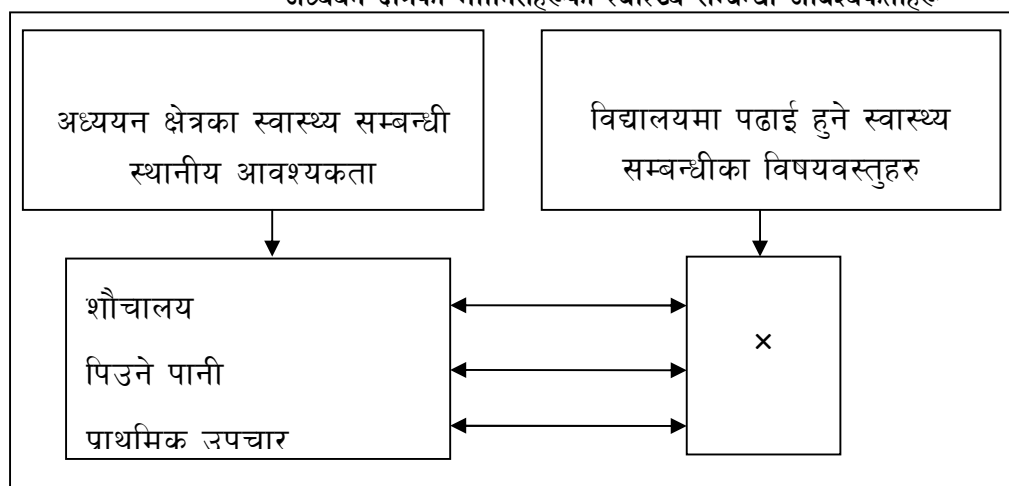 अध्ययन क्षेत्रका स्वास्थ्य सम्बन्धी
स्थानीय आवश्यकता
विद्यालयमा पढाई हुने स्वास्थ्य
सम्बन्धीका विषयवस्तुहरु
शौचालय
पिउने पानी
प्राथमिक उपचार
×